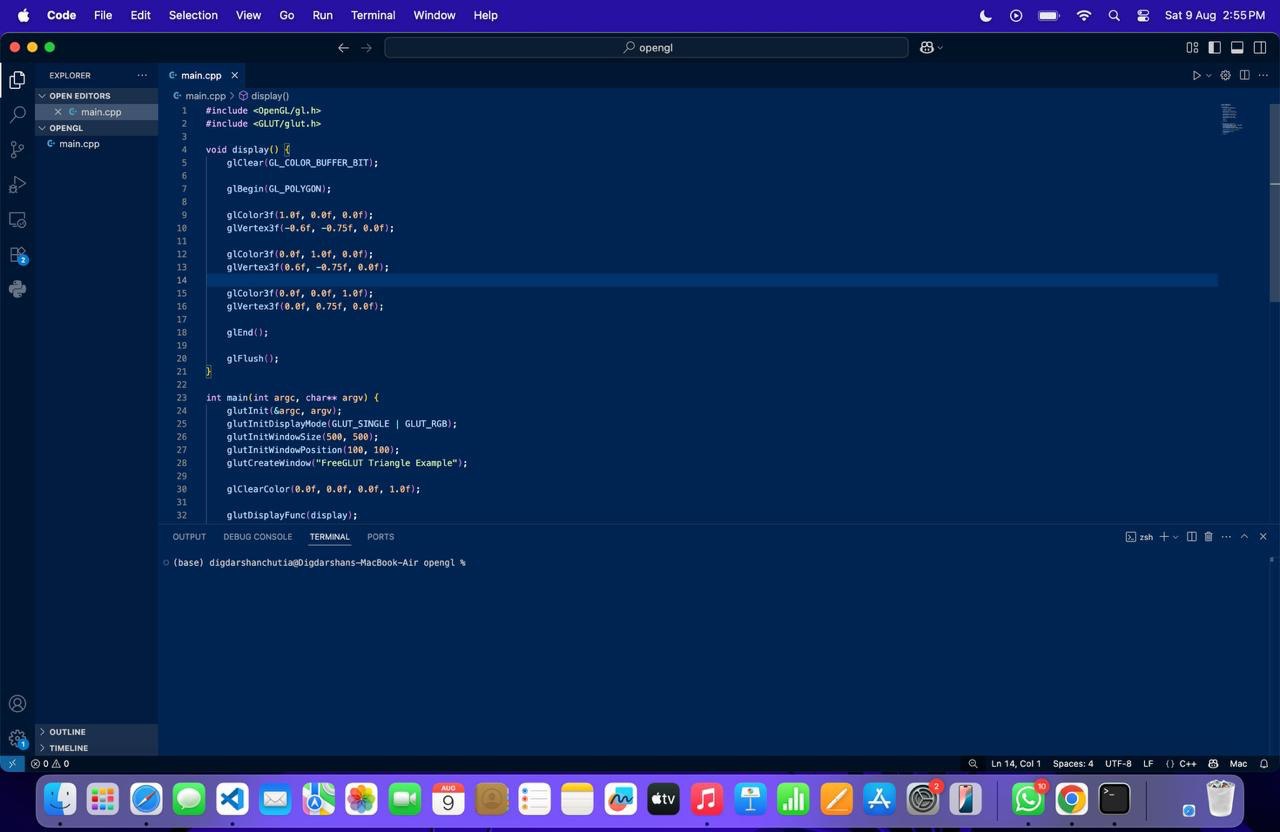 Code File Edit Selection View Go Run Terminal Window Help Sat 9 Aug 2:55 PM
opengl
EXPLORER
OPEN EDITORS
main.cpp
OPENGL
main.cpp
main.cpp
main.cpp > display()
1 #include <OpenGL/gl.h>
2 #include <GLUT/glut.h>
3
4 void display() {
5 glClear(GL_COLOR_BUFFER_BIT);
6
7 glBegin(GL_POLYGON);
8
9 glColor3f(1.0f, 0.0f, 0.0f);
10 glVertex3f(-0.6f, -0.75f, 0.0f);
11
12 glColor3f(0.0f, 1.0f, 0.0f);
13 glVertex3f(0.6f, -0.75f, 0.0f);
14
15 glColor3f(0.0f, 0.0f, 1.0f);
16 glVertex3f(0.0f, 0.75f, 0.0f);
17
18 glEnd();
19
20 glFlush();
21 }
22
23 int main(int argc, char** argv) {
24 glutInit(&argc, argv);
25 glutInitDisplayMode(GLUT_SINGLE | GLUT_RGB);
26 glutInitWindowSize(500, 500);
27 glutInitWindowPosition(100, 100);
28 glutCreateWindow("FreeGLUT Triangle Example");
29
30 glClearColor(0.0f, 0.0f, 0.0f, 1.0f);
31
32 glutDisplayFunc(display);
OUTPUT DEBUG CONSOLE TERMINAL PORTS
zsh
(base) digdarshanchutia@Digdarshans-MacBook-Air opengl %
2
1
OUTLINE
TIMELINE
0 0
Ln 14, Col 1 Spaces: 4 UTF-8 LF {} C++ Mac
AUG
9
tv
2
10
>_